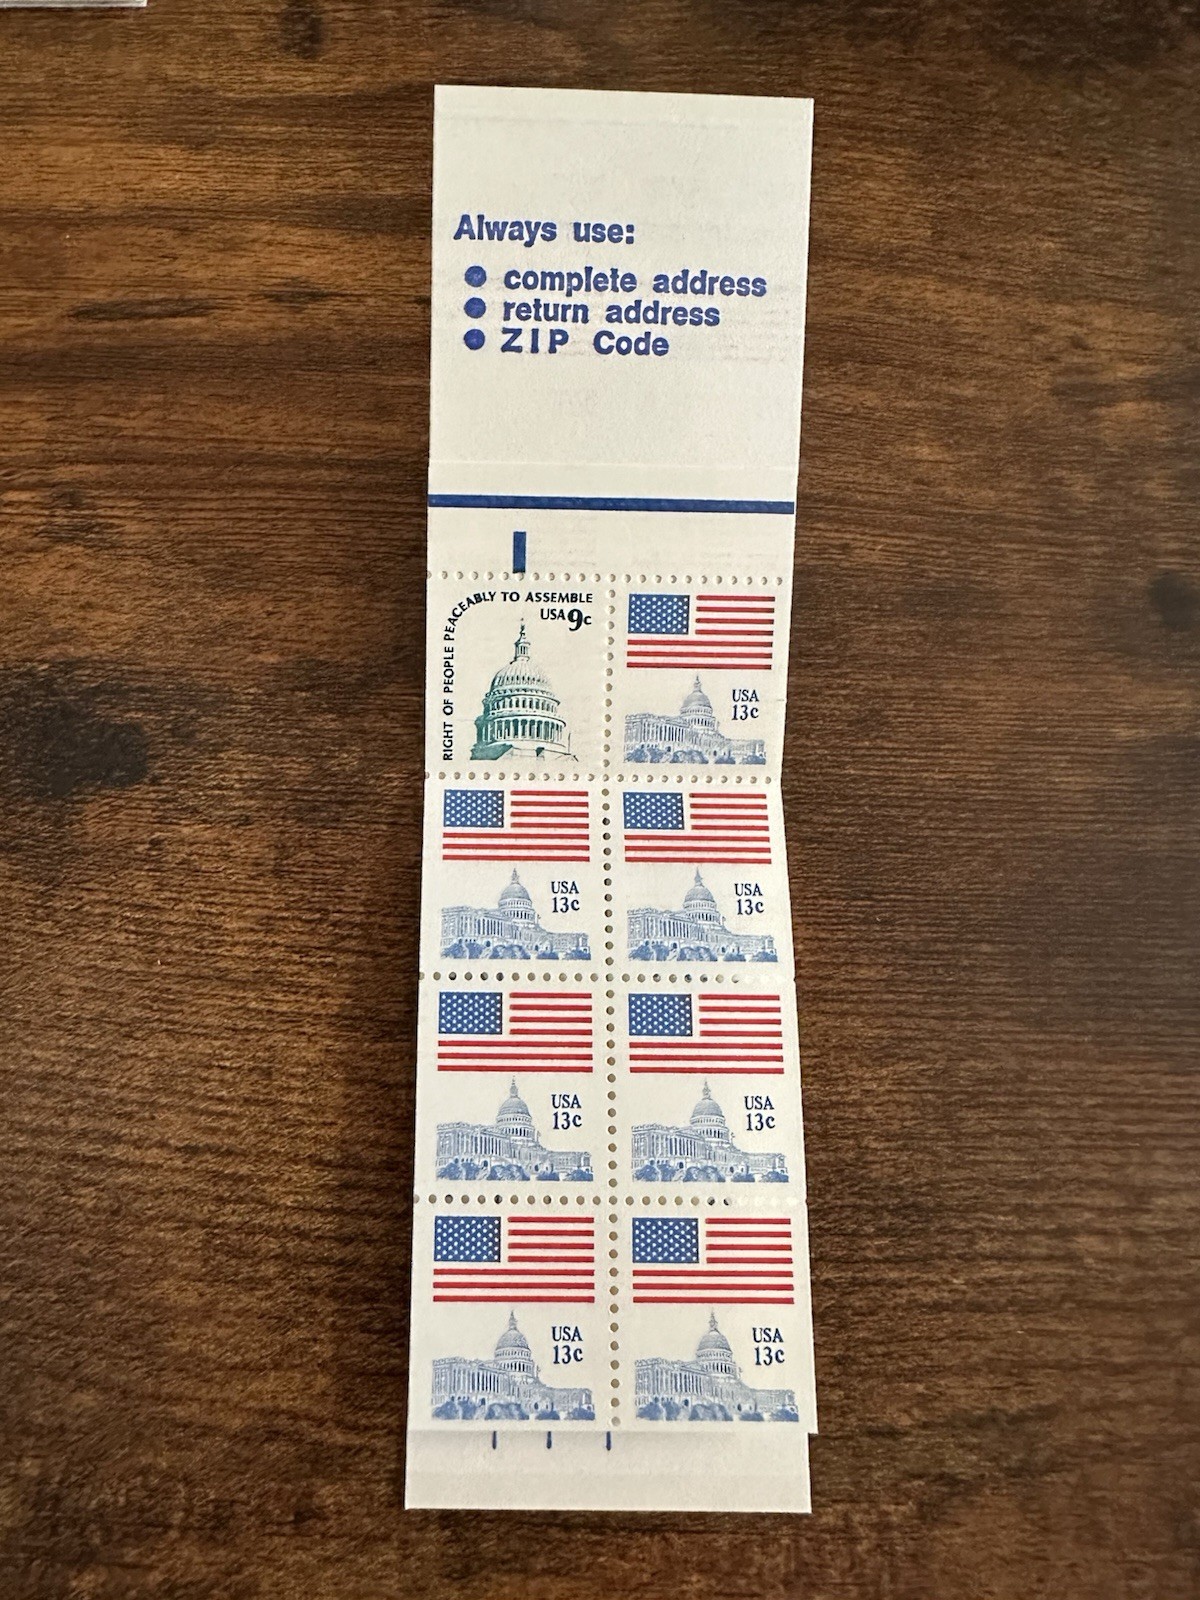 Always use:
● complete address
● return address
● ZIP Code
RIGHT OF PEOPLE PEACEABLY TO ASSEMBLE
USA 9c
USA
13c
USA
13c
USA
13c
USA
13c
USA
13c
USA
13c
USA
13c